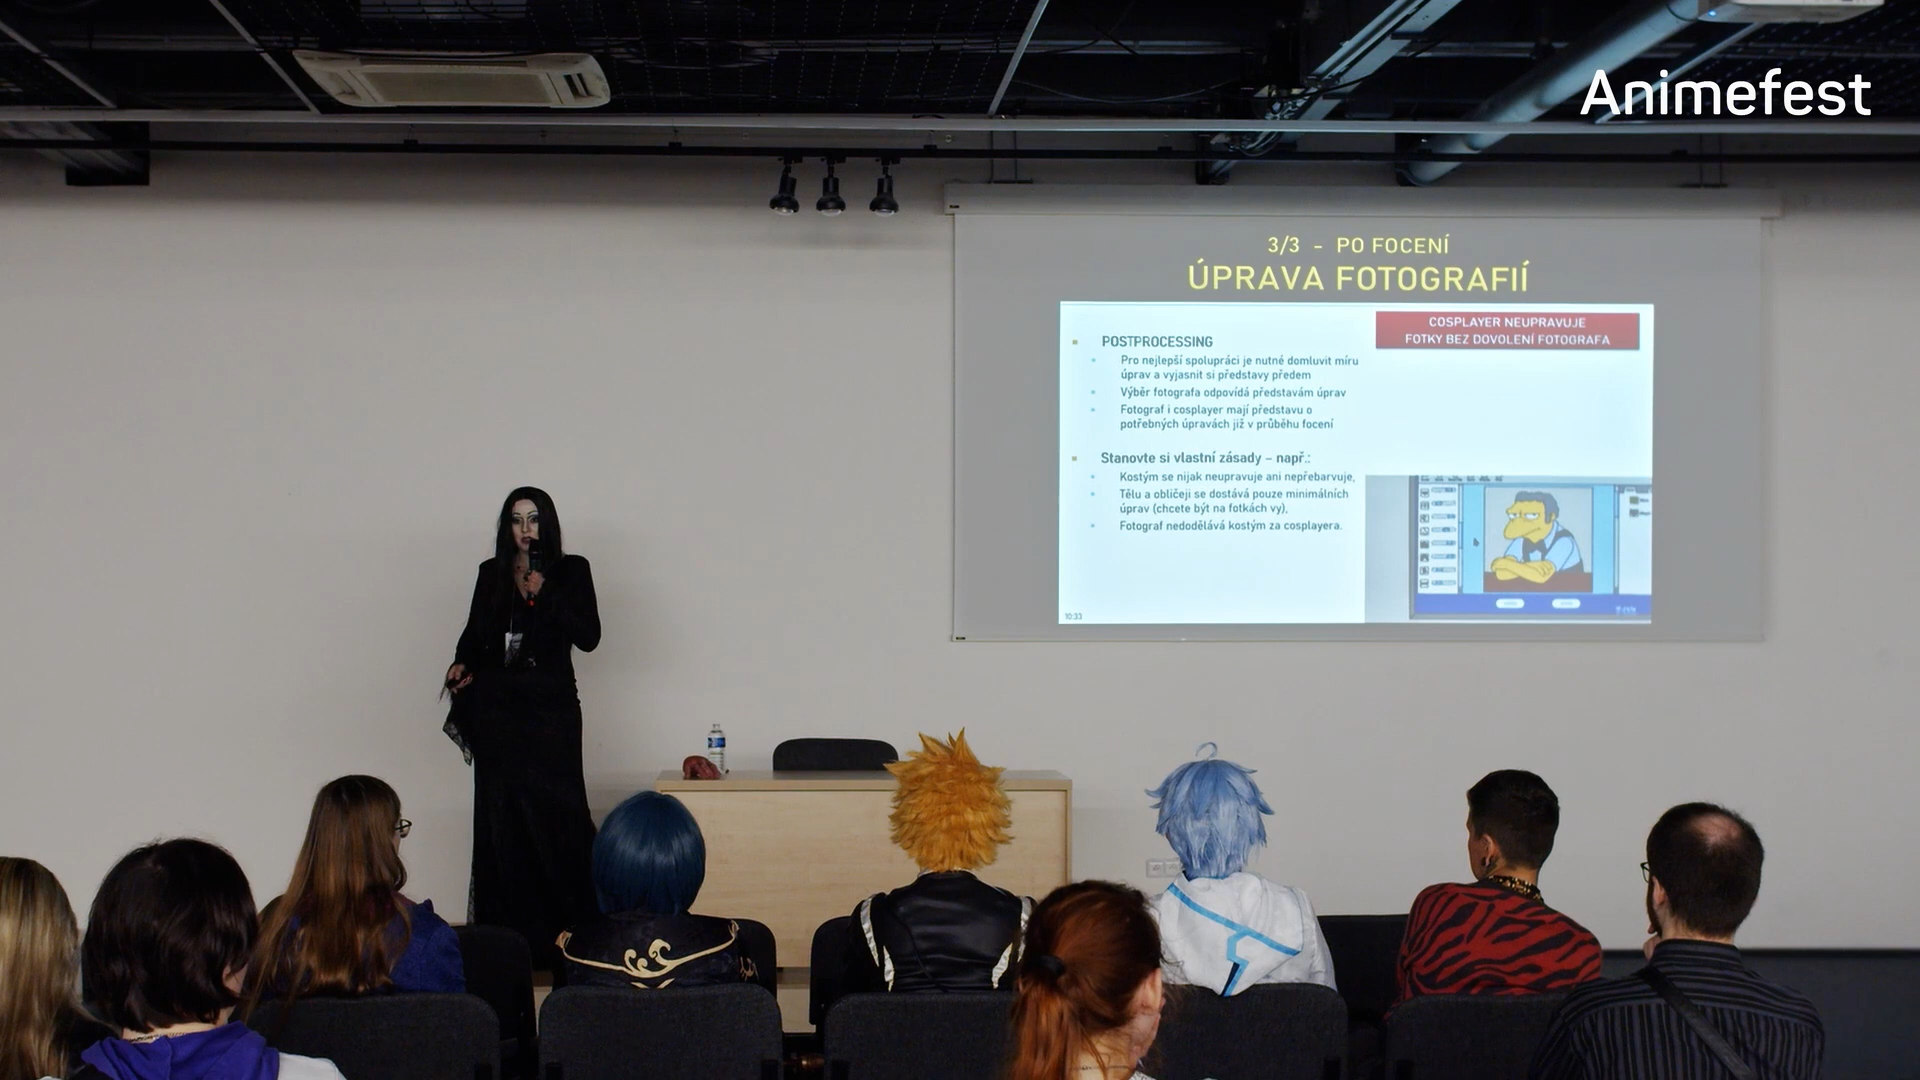 Animefest
3/3 - PO FOCENÍ
ÚPRAVA FOTOGRAFIÍ
COSPLAYER NEUPRAVUJE
FOTKY BEZ DOVOLENÍ FOTOGRAFA
POSTPROCESSING
Pro nejlepší spolupráci je nutné domluvit míru
úprav a vyjasnit si představy předem
Výběr fotografa odpovídá představám úprav
Fotograf i cosplayer mají představu o
potřebných úpravách již v průběhu focení
Stanovte si vlastní zásady – např.:
Kostým se nijak neupravuje ani nepřebarvuje,
Tělu a obličeji se dostává pouze minimálních
úprav (chcete být na fotkách vy),
Fotograf nedodělává kostým za cosplayera.
10:33